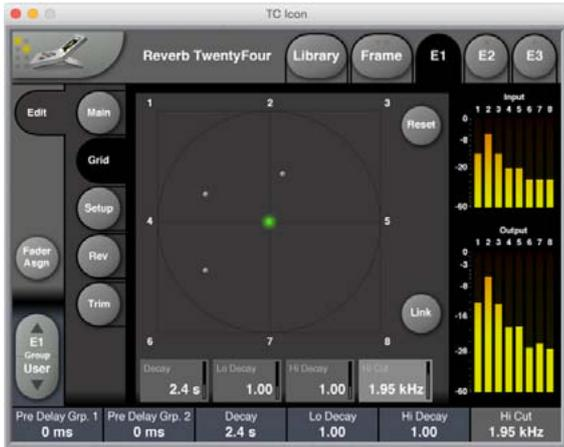 TC Icon
Reverb TwentyFour
Library
Frame
E1
E2
E3
Edit
Main
Grid
Setup
Rev
Trim
Fader
Asgn
E1
Group
User
1 2 3
4 5
6 7 8
Reset
Link
Input
1 2 3 4 5 6 7 8
0
-8
-20
-60
Output
1 2 3 4 5 6 7 8
0
-3
-8
-16
-26
-60
Decay
2.4 s
Lo Decay
1.00
Hi Decay
1.00
Hi Cut
1.95 kHz
Pre Delay Grp. 1
0 ms
Pre Delay Grp. 2
0 ms
Decay
2.4 s
Lo Decay
1.00
Hi Decay
1.00
Hi Cut
1.95 kHz